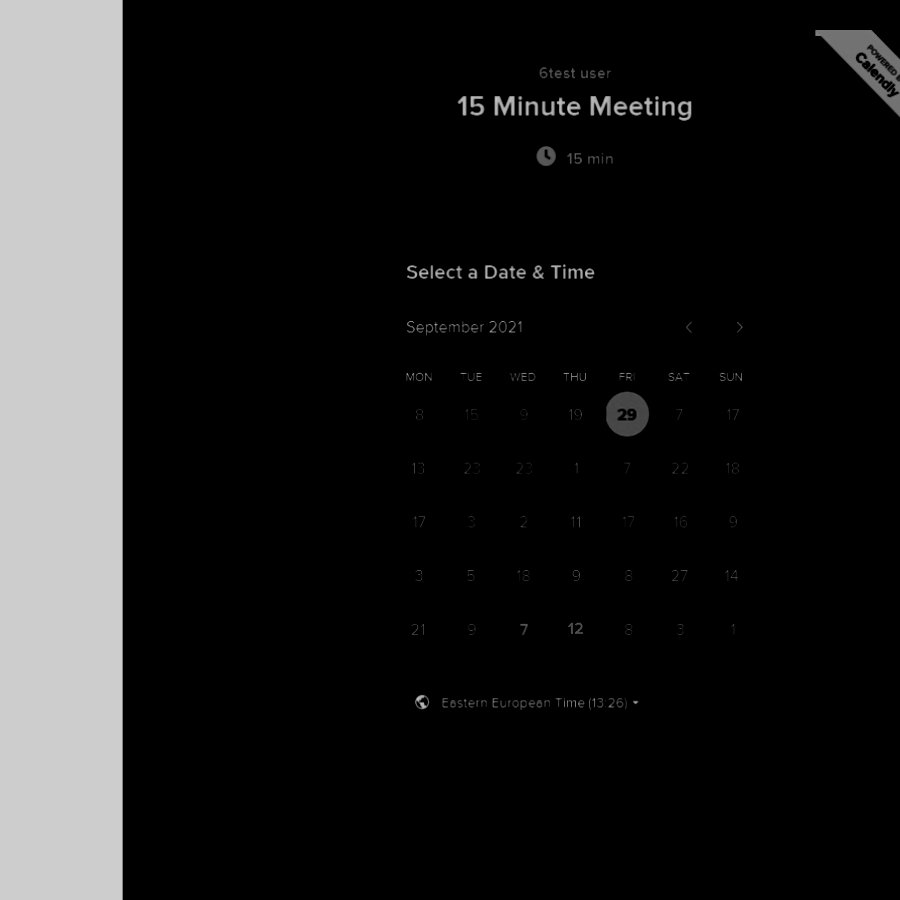 6test user
15 Minute Meeting
15 min
POWERED
Calendly
Select a Date & Time
September 2021
MON TUE WED THU FRI SAT SUN
8 15 9 19 29 7 17
13 23 23 1 7 22 18
17 3 2 11 17 16 9
3 5 18 9 8 27 14
21 9 7 12 8 3 1
Eastern European Time (13:26)